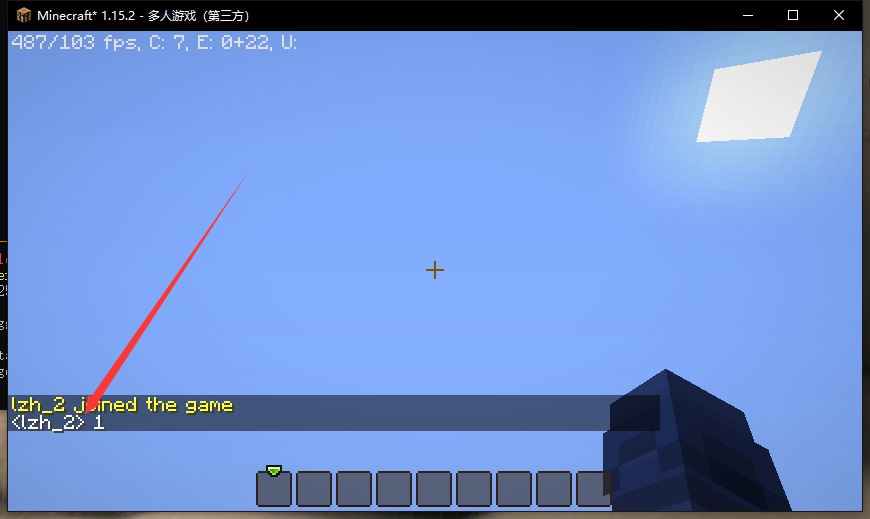 Minecraft* 1.15.2 - 多人游戏（第三方）
487/103 fps, C: 7, E: 0+22, U:
lzh_2 joined the game
<lzh_2> 1